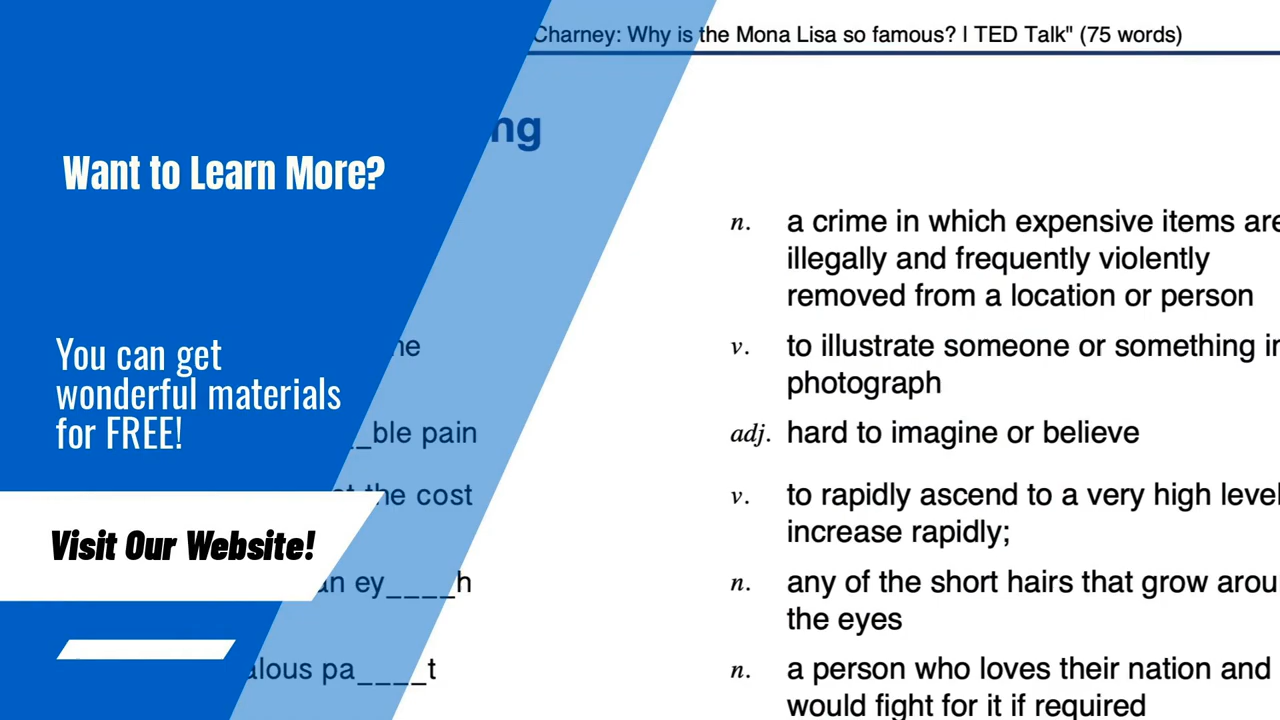 Charney: Why is the Mona Lisa so famous? | TED Talk" (75 words)
ng
Want to Learn More?
You can get
wonderful materials
for FREE!
Visit Our Website!
n. a crime in which expensive items are
illegally and frequently violently
removed from a location or person
ne v. to illustrate someone or something in
photograph
__ble pain adj. hard to imagine or believe
the cost v. to rapidly ascend to a very high level
increase rapidly;
an ey____h n. any of the short hairs that grow arou
the eyes
alous pa____t n. a person who loves their nation and
would fight for it if required